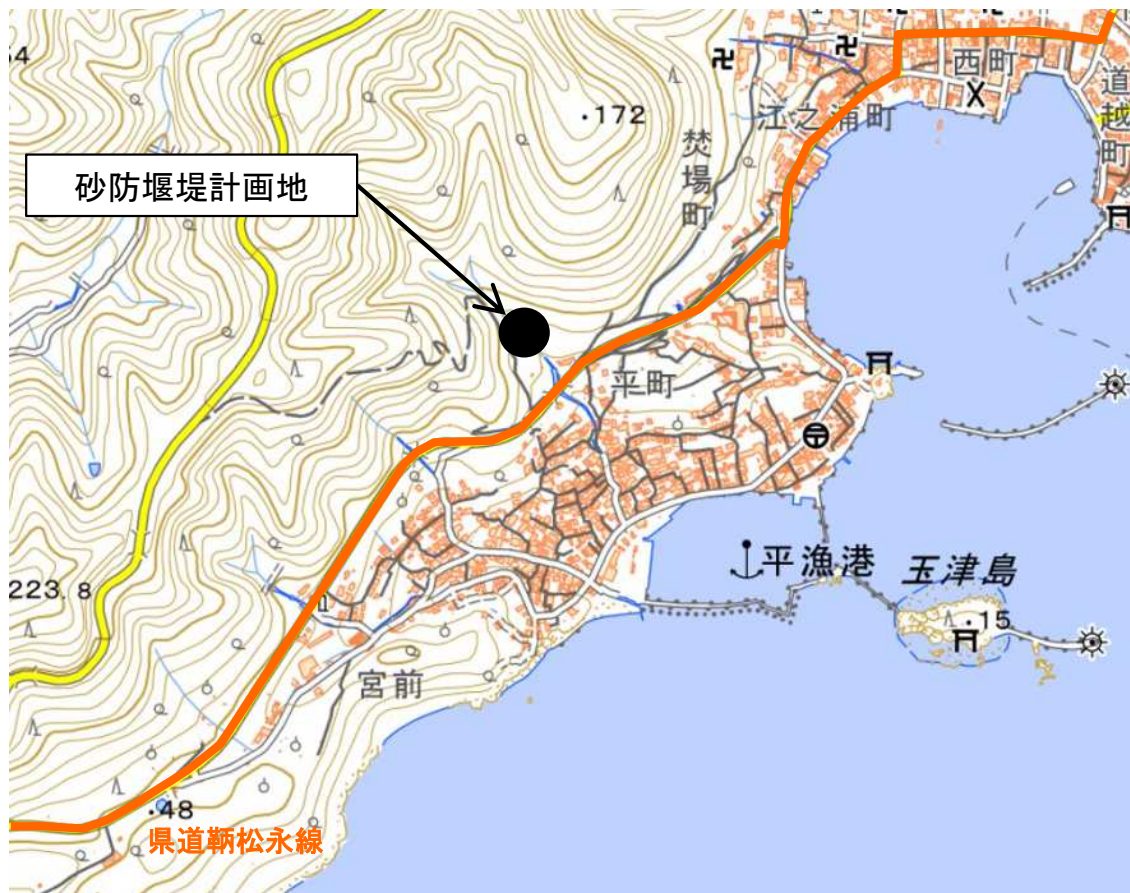 砂防堰堤計画地
・172
西町
道越町
江之浦町
焚場町
平町
平漁港
玉津島
・15
223.8
宮前
・48
県道鞆松永線